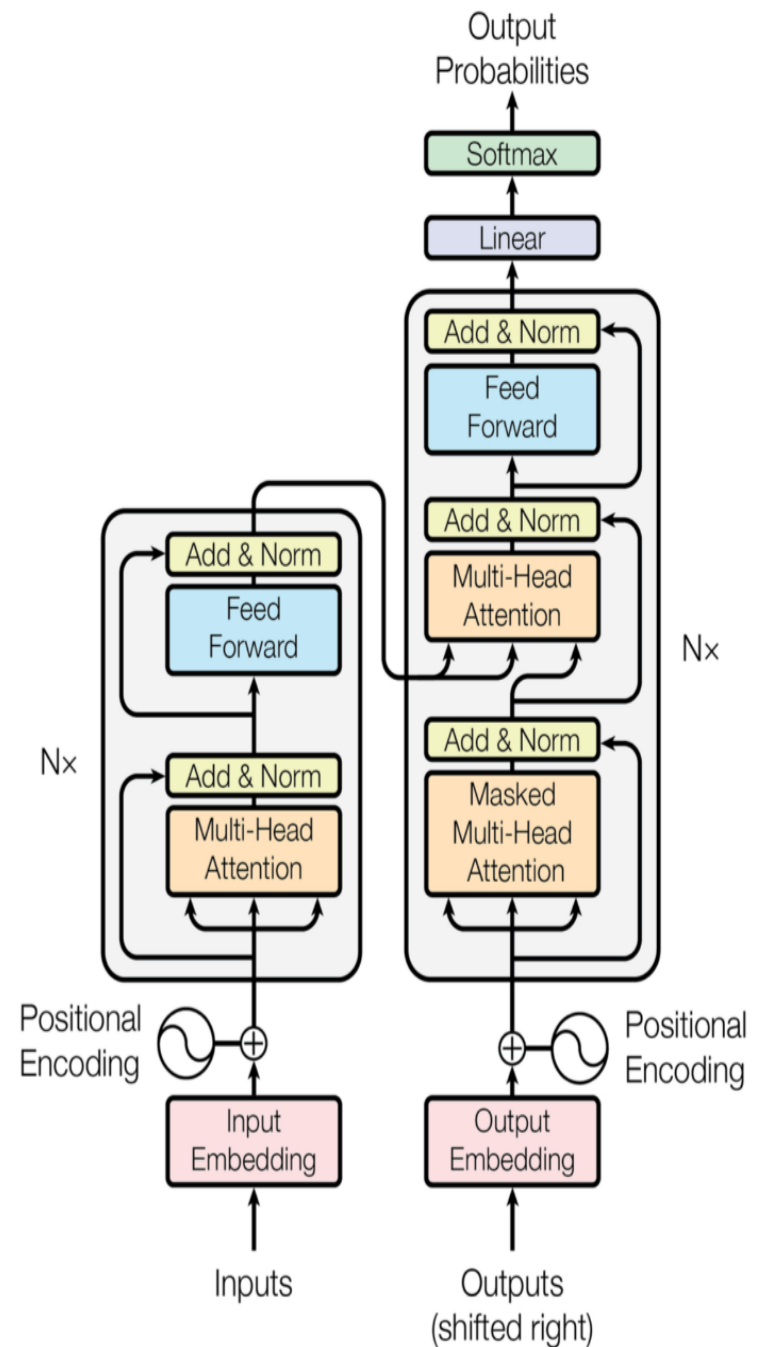 Output
Probabilities
Softmax
Linear
Add & Norm
Feed
Forward
Add & Norm
Multi-Head
Attention
Add & Norm
Masked
Multi-Head
Attention
Nx
Add & Norm
Feed
Forward
Add & Norm
Multi-Head
Attention
Nx
Positional
Encoding
Positional
Encoding
Input
Embedding
Output
Embedding
Inputs
Outputs
(shifted right)